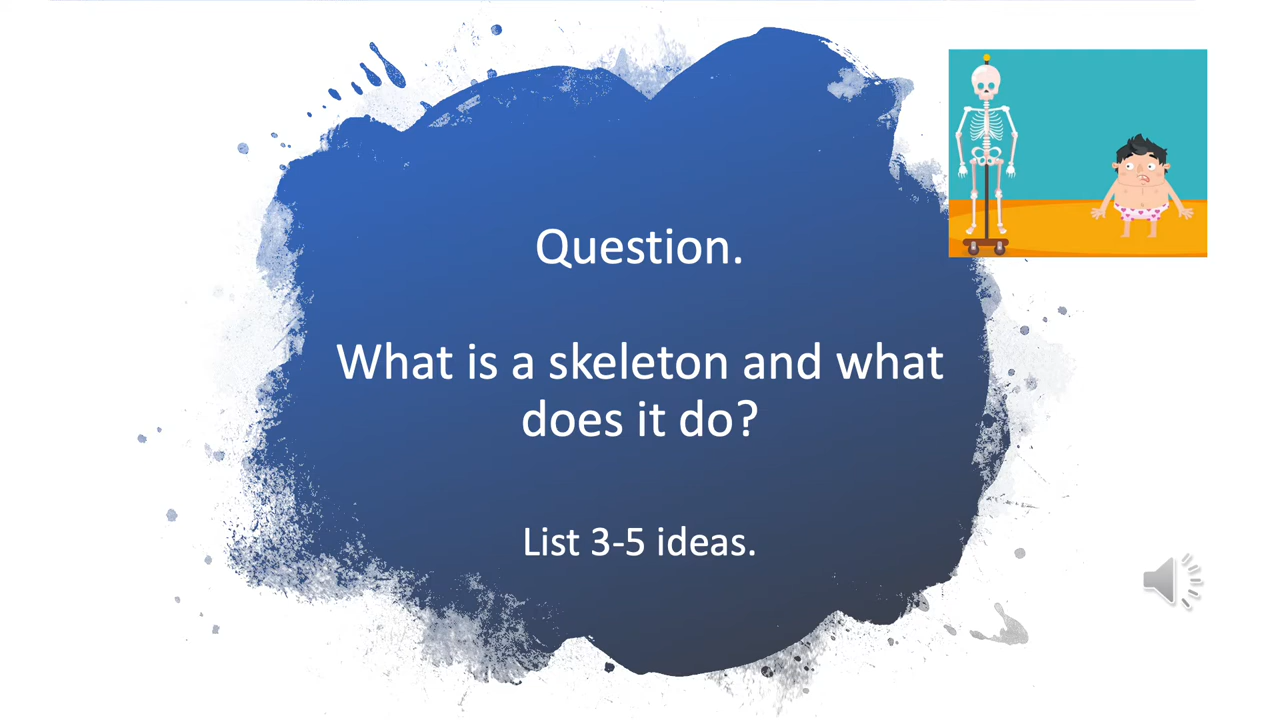 Question.
What is a skeleton and what
does it do?
List 3-5 ideas.